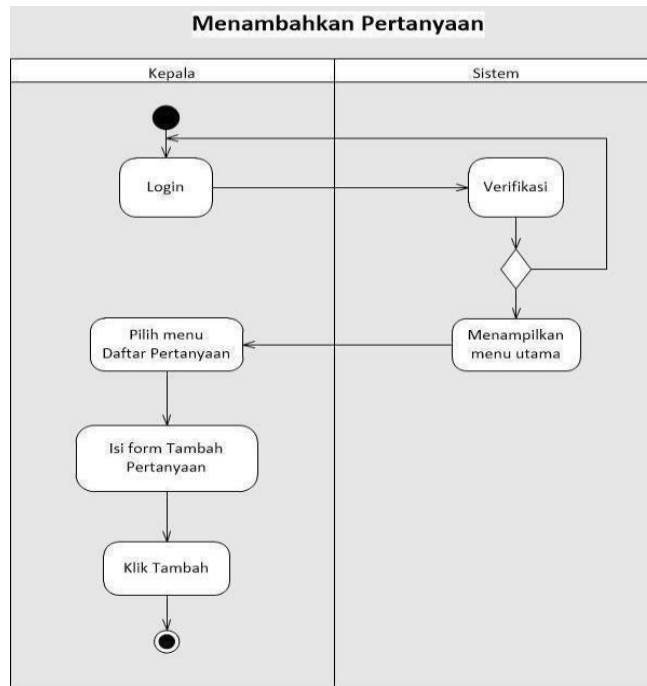 Menambahkan Pertanyaan
Kepala
Sistem
Login
Verifikasi
Pilih menu
Daftar Pertanyaan
Menampilkan
menu utama
Isi form Tambah
Pertanyaan
Klik Tambah